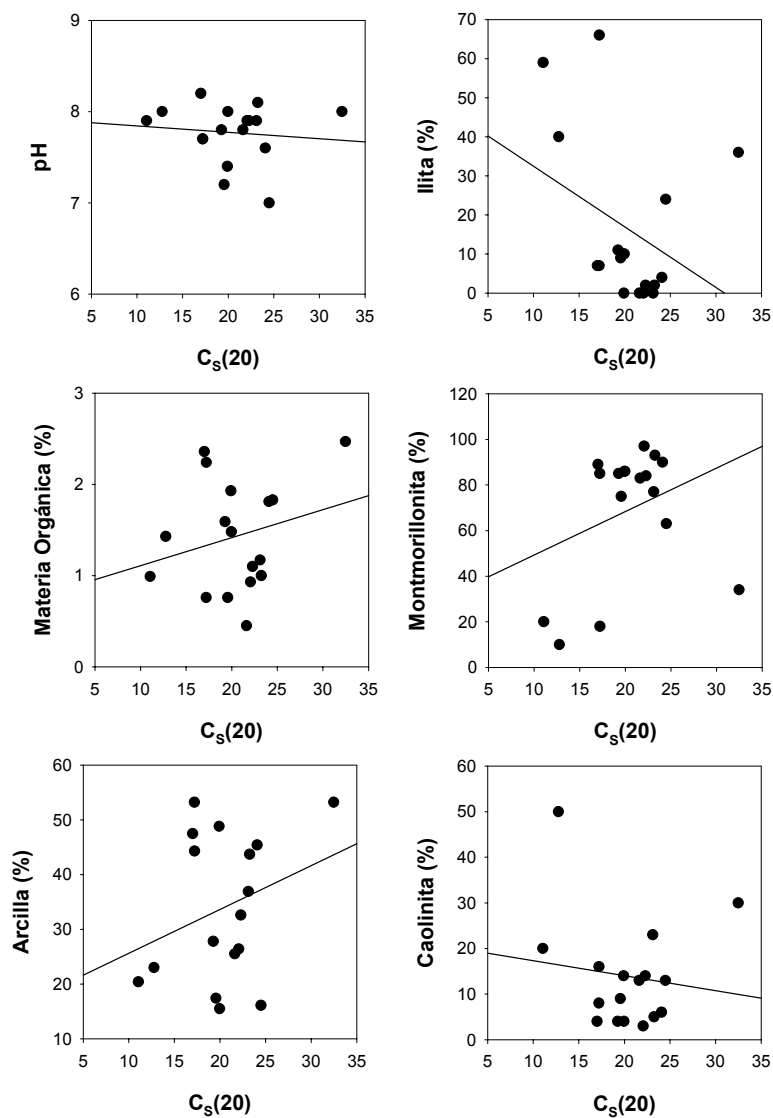 9
8
7
6
pH
5 10 15 20 25 30 35
C_S(20)
70
60
50
40
30
20
10
0
Ilita (%)
5 10 15 20 25 30 35
C_S(20)
3
2
1
0
Materia Orgánica (%)
5 10 15 20 25 30 35
C_S(20)
120
100
80
60
40
20
0
Montmorillonita (%)
5 10 15 20 25 30 35
C_S(20)
60
50
40
30
20
10
Arcilla (%)
5 10 15 20 25 30 35
C_S(20)
60
50
40
30
20
10
0
Caolinita (%)
5 10 15 20 25 30 35
C_S(20)